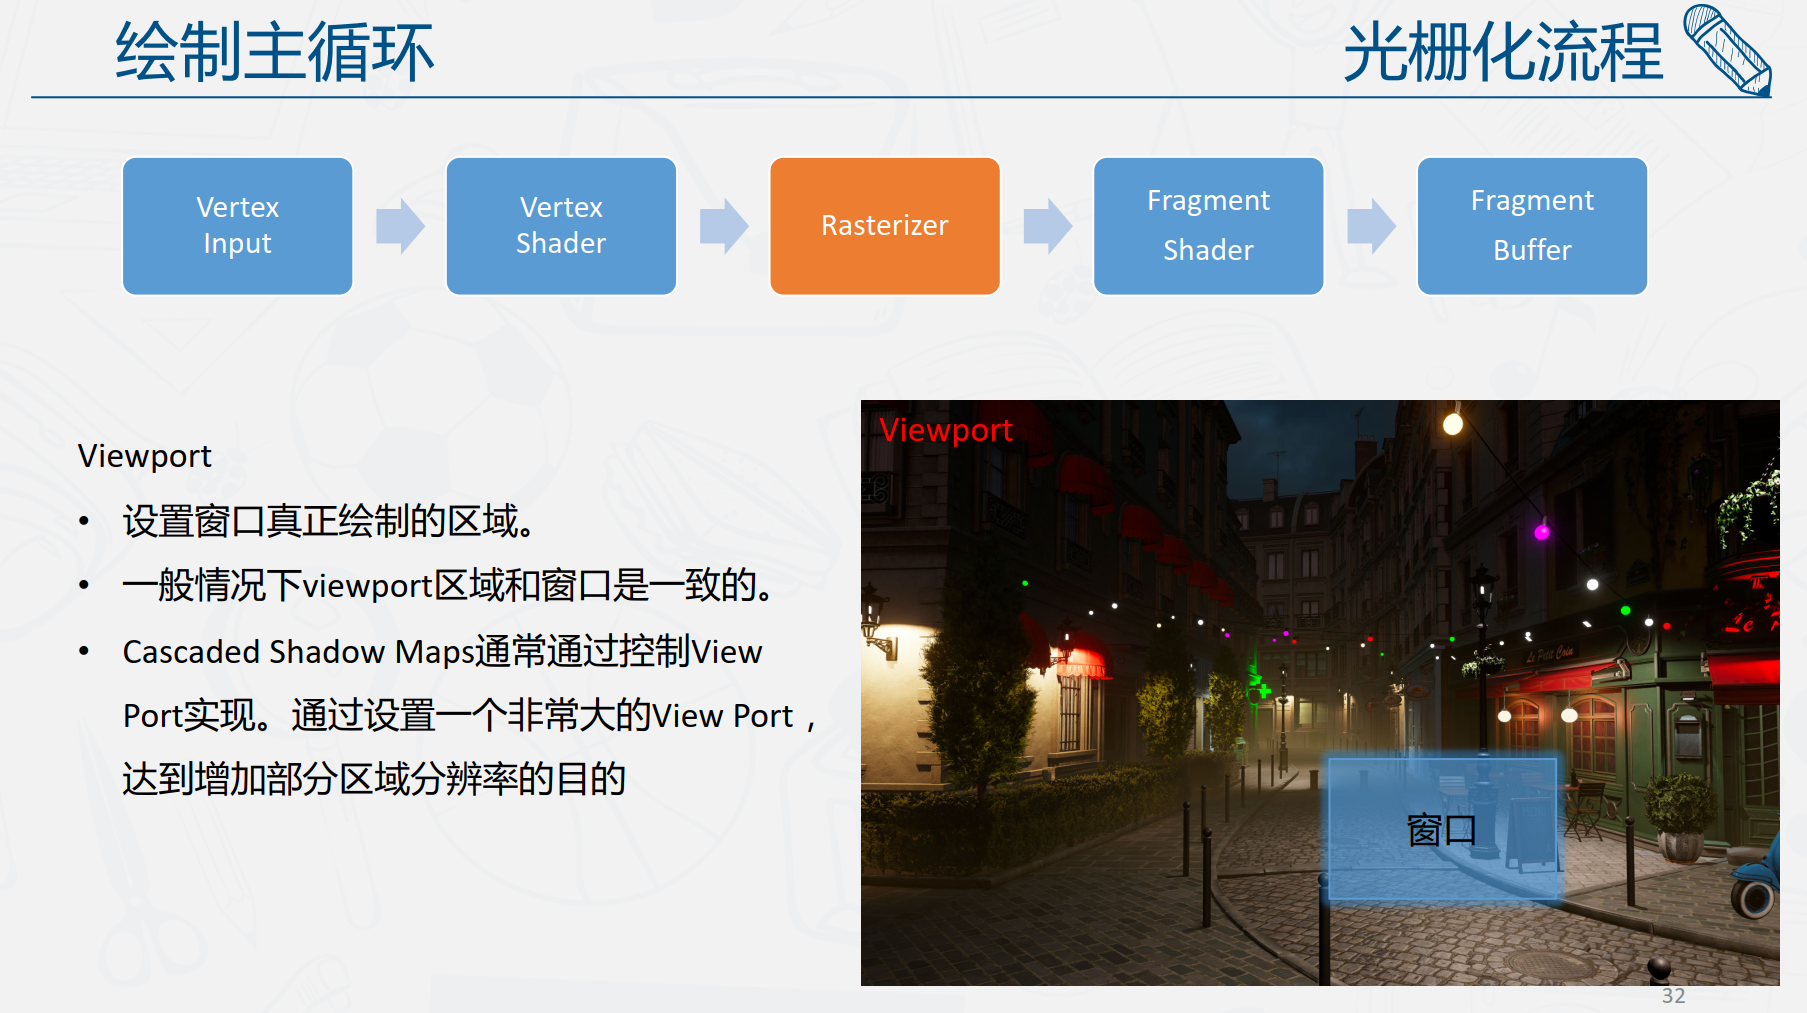 绘制主循环
光栅化流程
Vertex
Input
Vertex
Shader
Rasterizer
Fragment
Shader
Fragment
Buffer
Viewport
• 设置窗口真正绘制的区域。
• 一般情况下viewport区域和窗口是一致的。
• Cascaded Shadow Maps通常通过控制View
Port实现。通过设置一个非常大的View Port，
达到增加部分区域分辨率的目的
Viewport
Le Petit Coin
窗口
32